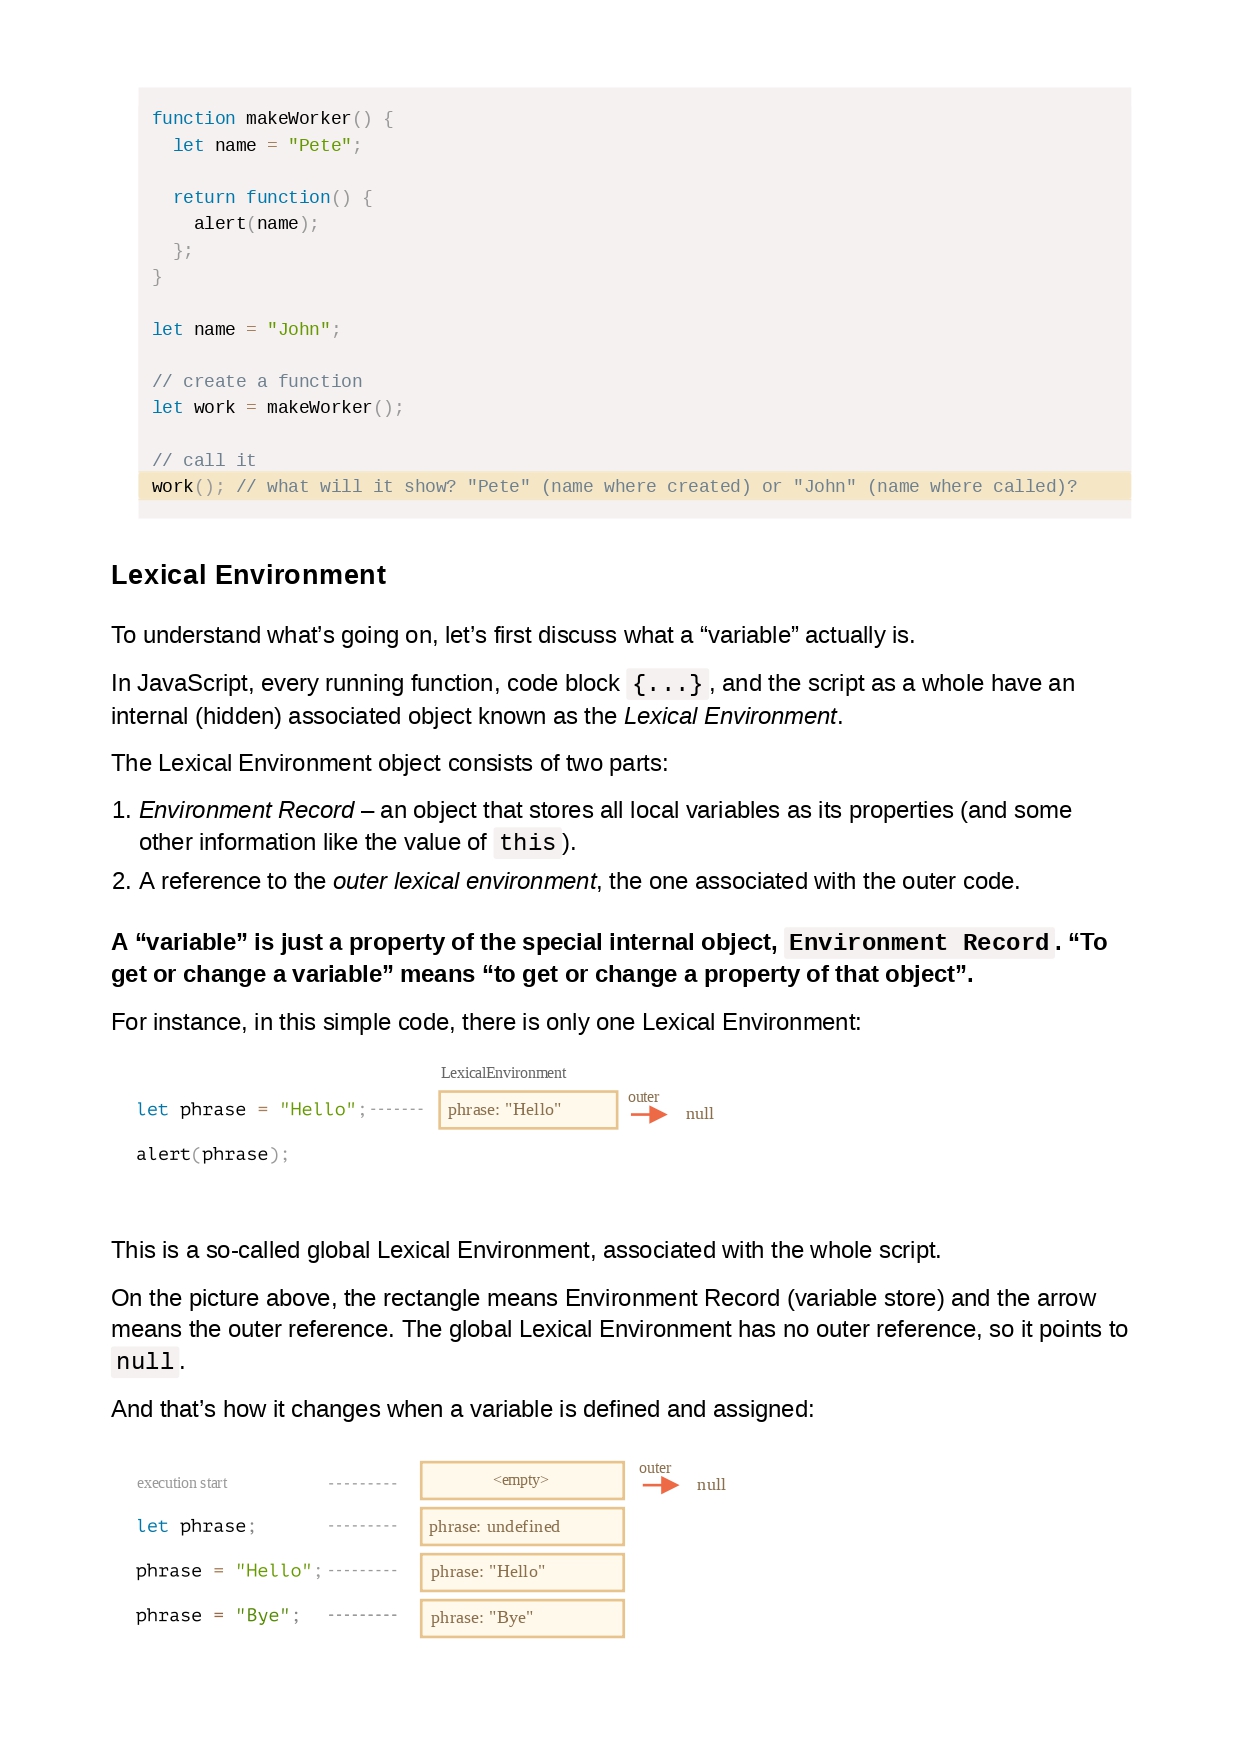 function makeWorker() {
  let name = "Pete";

  return function() {
    alert(name);
  };
}

let name = "John";

// create a function
let work = makeWorker();

// call it
work(); // what will it show? "Pete" (name where created) or "John" (name where called)?

Lexical Environment
To understand what’s going on, let’s first discuss what a “variable” actually is.
In JavaScript, every running function, code block {...}, and the script as a whole have an
internal (hidden) associated object known as the Lexical Environment.
The Lexical Environment object consists of two parts:
1. Environment Record – an object that stores all local variables as its properties (and some
other information like the value of this).
2. A reference to the outer lexical environment, the one associated with the outer code.
A “variable” is just a property of the special internal object, Environment Record. “To
get or change a variable” means “to get or change a property of that object”.
For instance, in this simple code, there is only one Lexical Environment:
LexicalEnvironment
let phrase = "Hello"; ------- phrase: "Hello" outer null
alert(phrase);
This is a so-called global Lexical Environment, associated with the whole script.
On the picture above, the rectangle means Environment Record (variable store) and the arrow
means the outer reference. The global Lexical Environment has no outer reference, so it points to
null.
And that’s how it changes when a variable is defined and assigned:
execution start --------- <empty> outer null
let phrase; --------- phrase: undefined
phrase = "Hello"; --------- phrase: "Hello"
phrase = "Bye"; --------- phrase: "Bye"